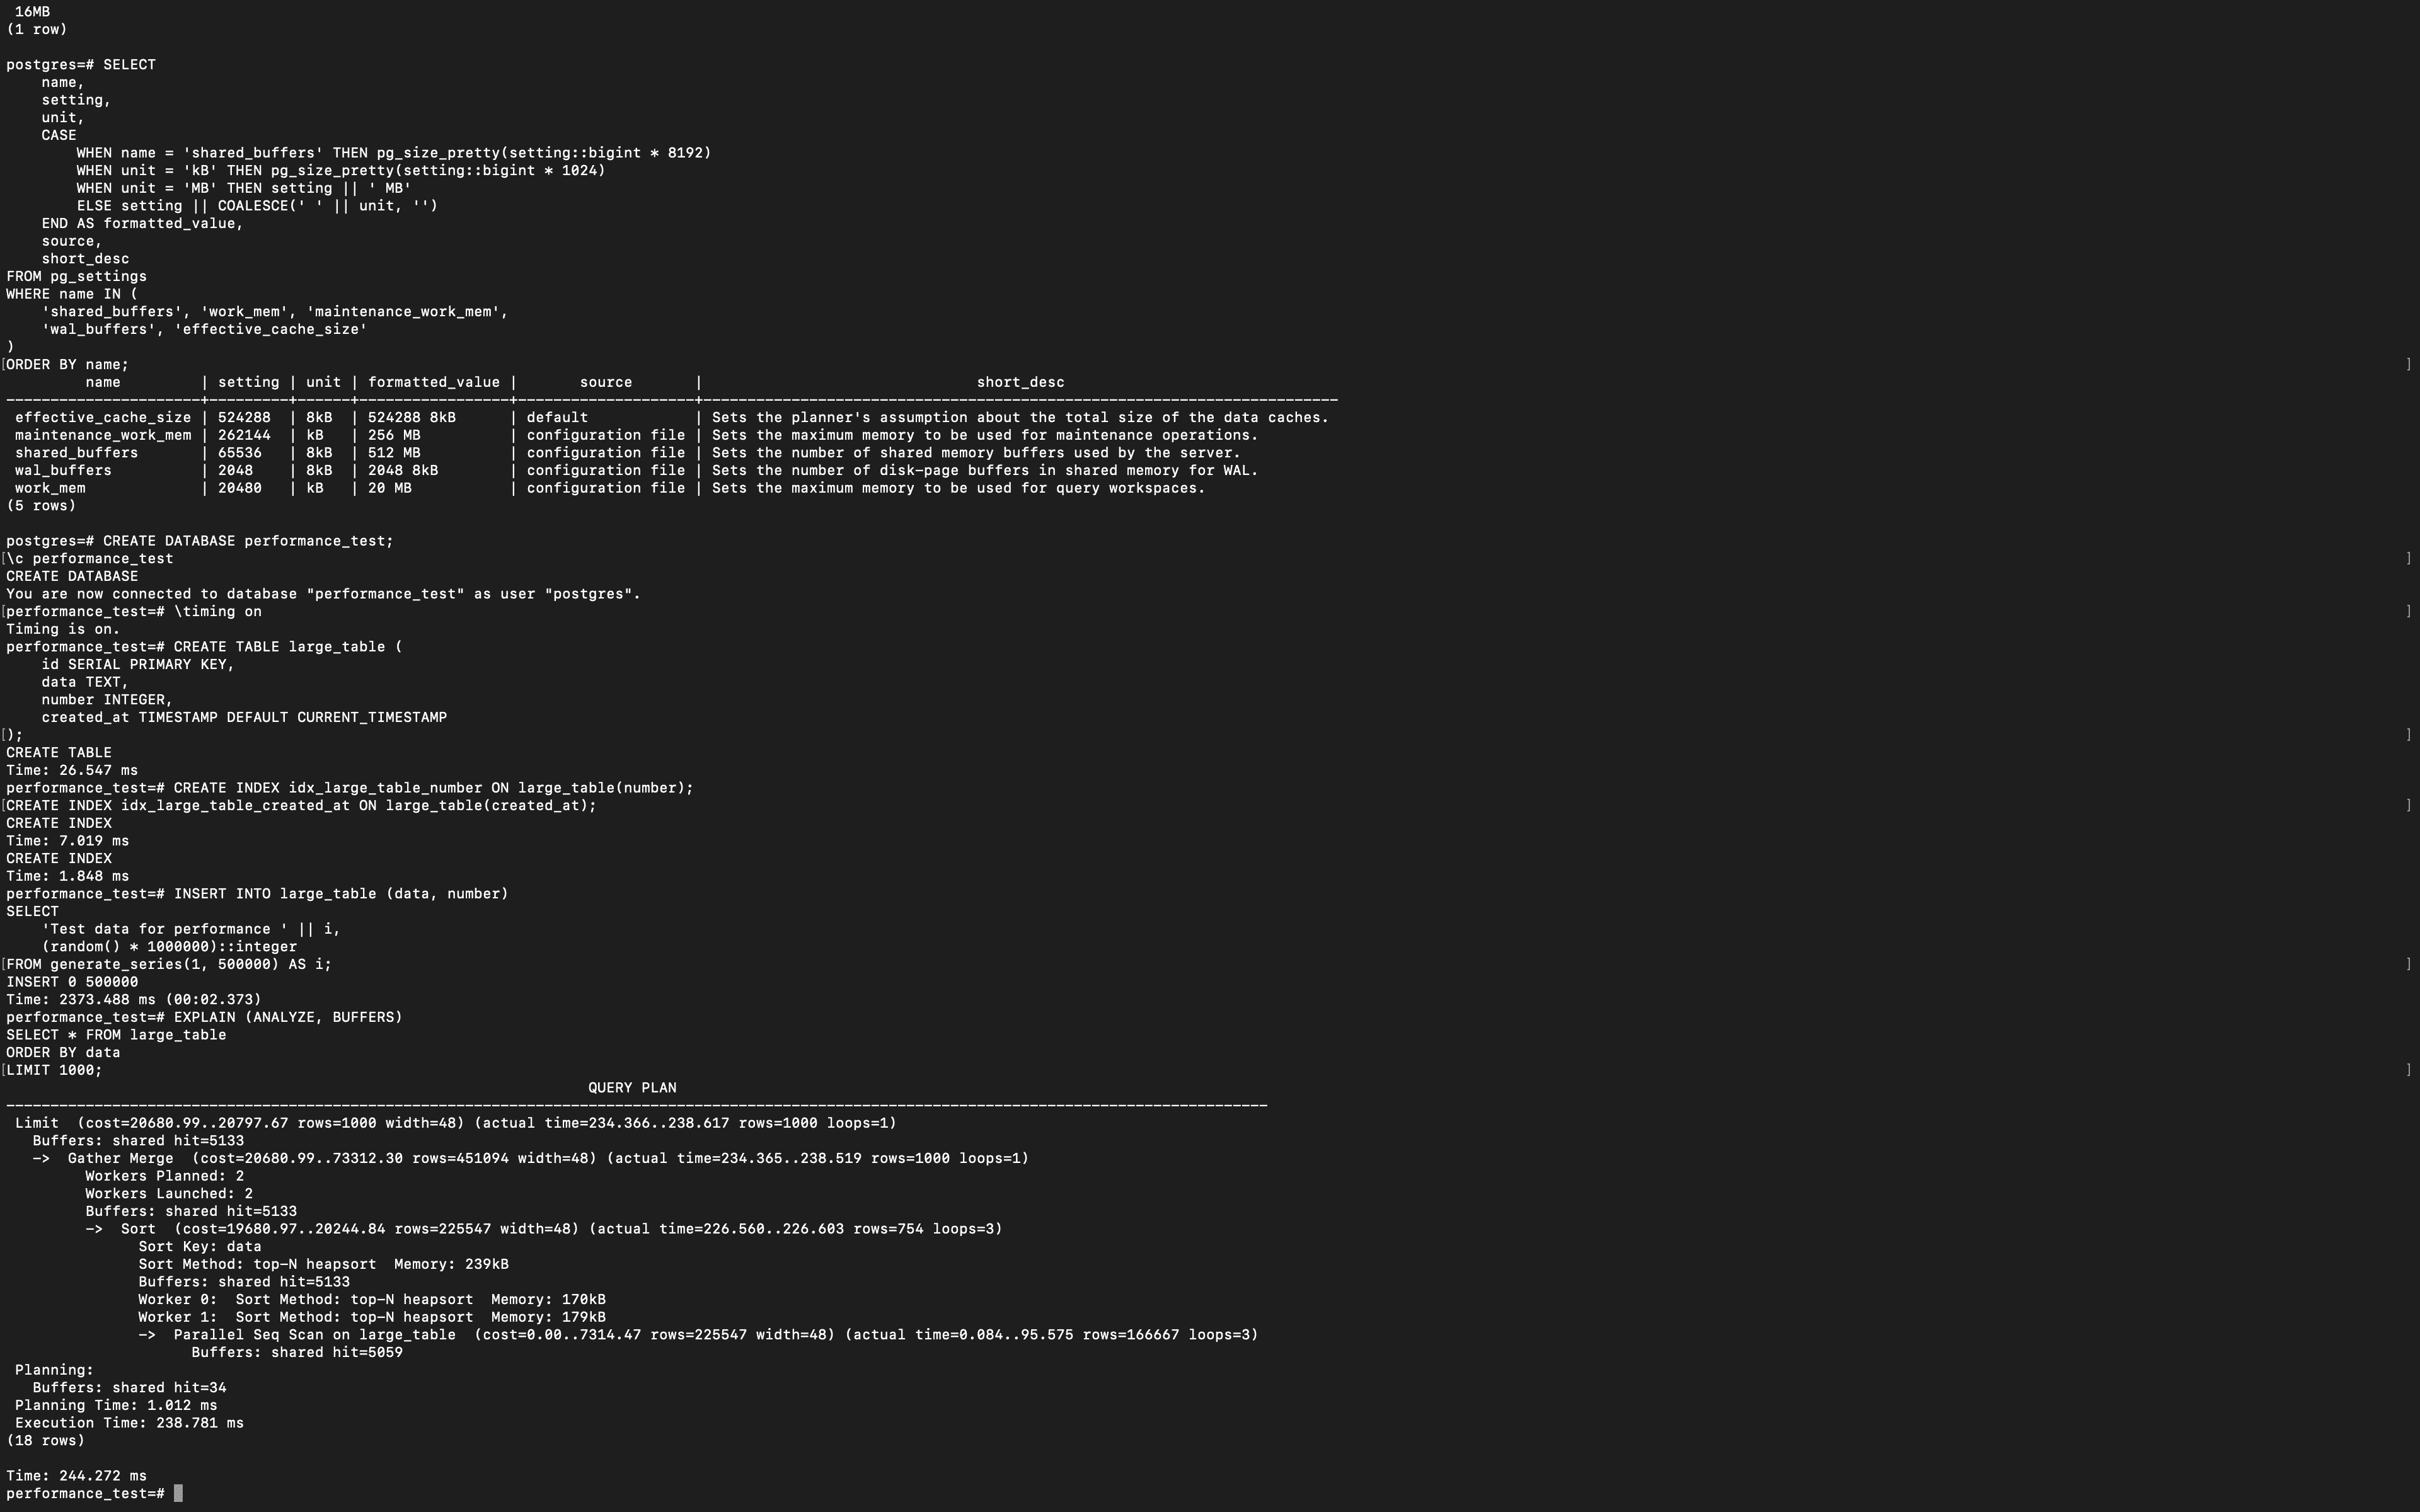 16MB
(1 row)

postgres=# SELECT
    name,
    setting,
    unit,
    CASE
        WHEN name = 'shared_buffers' THEN pg_size_pretty(setting::bigint * 8192)
        WHEN unit = 'kB' THEN pg_size_pretty(setting::bigint * 1024)
        WHEN unit = 'MB' THEN setting || ' MB'
        ELSE setting || COALESCE(' ' || unit, '')
    END AS formatted_value,
    source,
    short_desc
FROM pg_settings
WHERE name IN (
    'shared_buffers', 'work_mem', 'maintenance_work_mem',
    'wal_buffers', 'effective_cache_size'
)
[ORDER BY name; ]
         name         | setting | unit | formatted_value |       source       |                               short_desc
----------------------+---------+------+-----------------+--------------------+------------------------------------------------------------------------
 effective_cache_size | 524288  | 8kB  | 524288 8kB      | default            | Sets the planner's assumption about the total size of the data caches.
 maintenance_work_mem | 262144  | kB   | 256 MB          | configuration file | Sets the maximum memory to be used for maintenance operations.
 shared_buffers       | 65536   | 8kB  | 512 MB          | configuration file | Sets the number of shared memory buffers used by the server.
 wal_buffers          | 2048    | 8kB  | 2048 8kB        | configuration file | Sets the number of disk-page buffers in shared memory for WAL.
 work_mem             | 20480   | kB   | 20 MB           | configuration file | Sets the maximum memory to be used for query workspaces.
(5 rows)

postgres=# CREATE DATABASE performance_test;
[\c performance_test ]
CREATE DATABASE
You are now connected to database "performance_test" as user "postgres".
[performance_test=# \timing on ]
Timing is on.
performance_test=# CREATE TABLE large_table (
    id SERIAL PRIMARY KEY,
    data TEXT,
    number INTEGER,
    created_at TIMESTAMP DEFAULT CURRENT_TIMESTAMP
[); ]
CREATE TABLE
Time: 26.547 ms
performance_test=# CREATE INDEX idx_large_table_number ON large_table(number);
[CREATE INDEX idx_large_table_created_at ON large_table(created_at); ]
CREATE INDEX
Time: 7.019 ms
CREATE INDEX
Time: 1.848 ms
performance_test=# INSERT INTO large_table (data, number)
SELECT
    'Test data for performance ' || i,
    (random() * 1000000)::integer
[FROM generate_series(1, 500000) AS i; ]
INSERT 0 500000
Time: 2373.488 ms (00:02.373)
performance_test=# EXPLAIN (ANALYZE, BUFFERS)
SELECT * FROM large_table
ORDER BY data
[LIMIT 1000; ]
                                                                  QUERY PLAN
-----------------------------------------------------------------------------------------------------------------------------------------------
 Limit  (cost=20680.99..20797.67 rows=1000 width=48) (actual time=234.366..238.617 rows=1000 loops=1)
   Buffers: shared hit=5133
   ->  Gather Merge  (cost=20680.99..73312.30 rows=451094 width=48) (actual time=234.365..238.519 rows=1000 loops=1)
         Workers Planned: 2
         Workers Launched: 2
         Buffers: shared hit=5133
         ->  Sort  (cost=19680.97..20244.84 rows=225547 width=48) (actual time=226.560..226.603 rows=754 loops=3)
               Sort Key: data
               Sort Method: top-N heapsort  Memory: 239kB
               Buffers: shared hit=5133
               Worker 0:  Sort Method: top-N heapsort  Memory: 170kB
               Worker 1:  Sort Method: top-N heapsort  Memory: 179kB
               ->  Parallel Seq Scan on large_table  (cost=0.00..7314.47 rows=225547 width=48) (actual time=0.084..95.575 rows=166667 loops=3)
                     Buffers: shared hit=5059
 Planning:
   Buffers: shared hit=34
 Planning Time: 1.012 ms
 Execution Time: 238.781 ms
(18 rows)

Time: 244.272 ms
performance_test=#